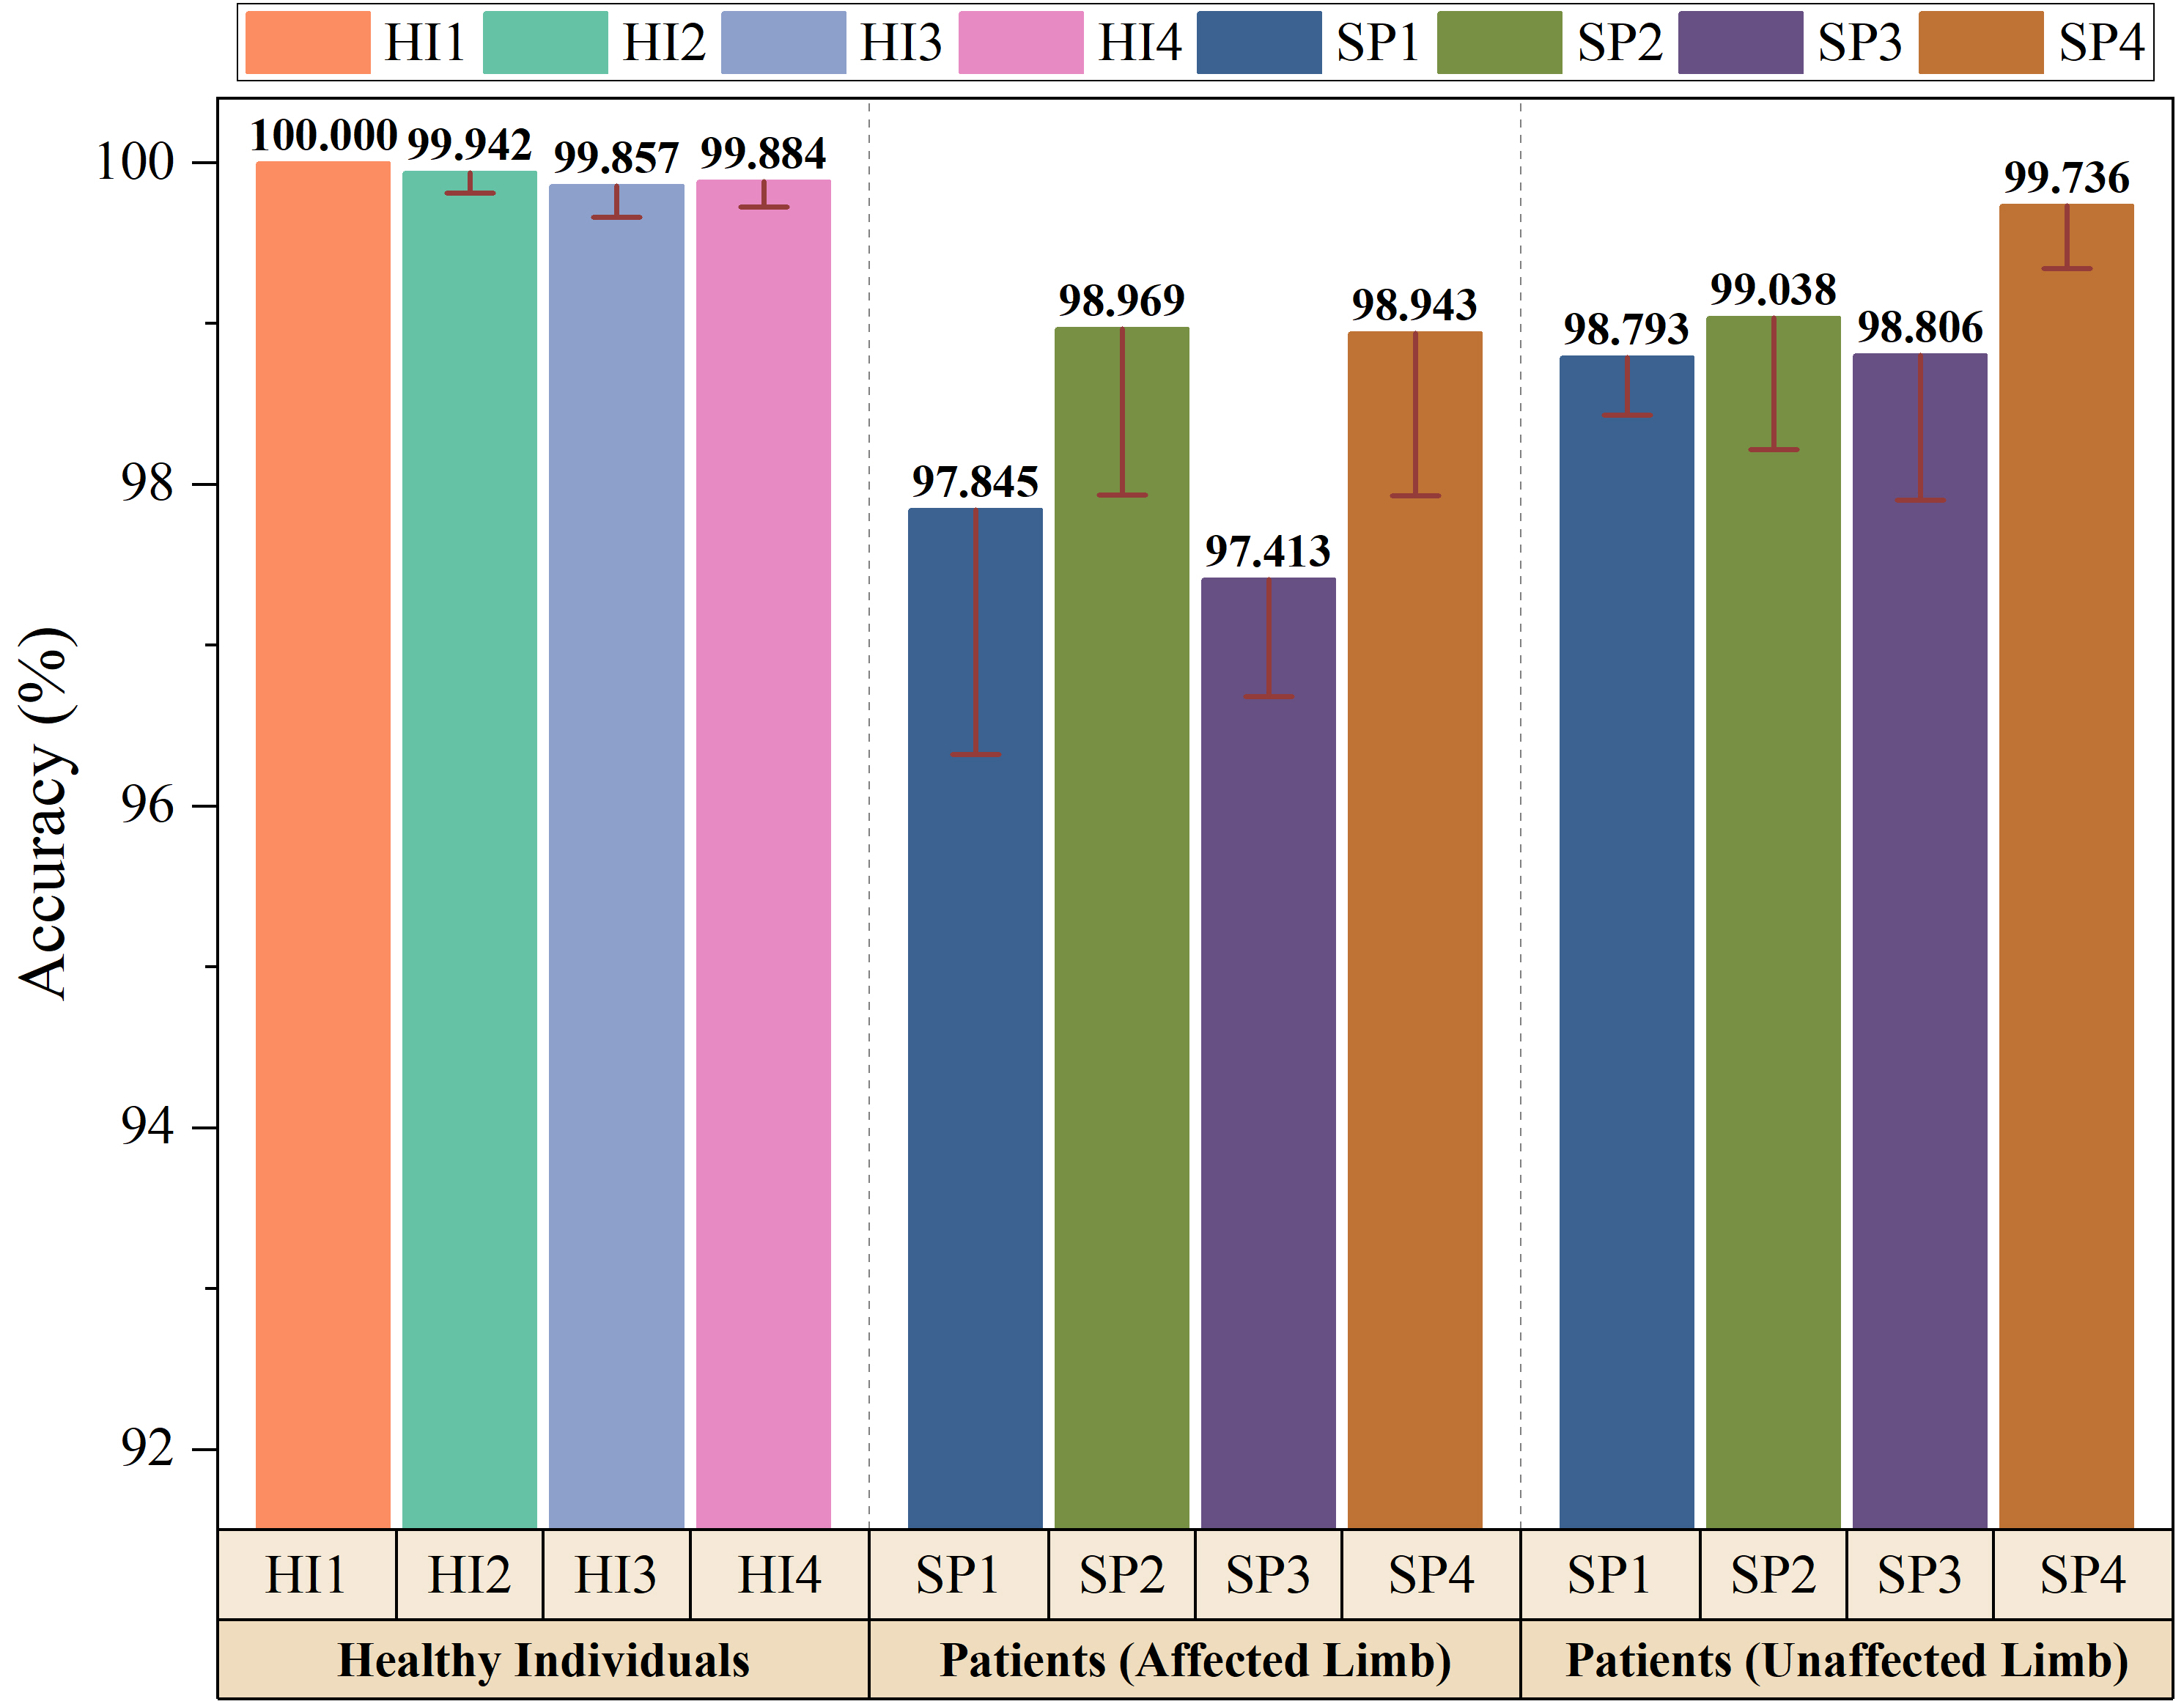 HI1 HI2 HI3 HI4 SP1 SP2 SP3 SP4
Accuracy (%)
100
98
96
94
92
100.000 99.942 99.857 99.884
97.845 98.969 97.413 98.943
98.793 99.038 98.806 99.736
HI1 HI2 HI3 HI4 SP1 SP2 SP3 SP4 SP1 SP2 SP3 SP4
Healthy Individuals Patients (Affected Limb) Patients (Unaffected Limb)